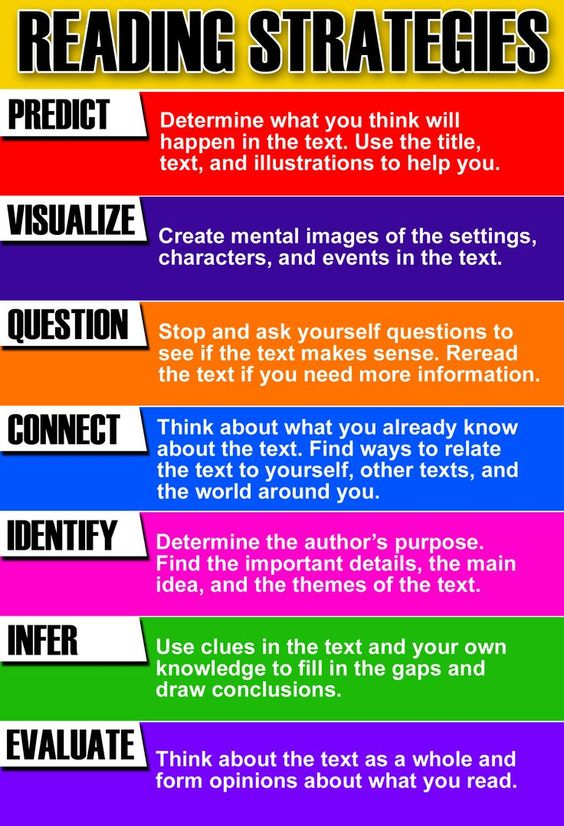 READING STRATEGIES
PREDICT
Determine what you think will
happen in the text. Use the title,
text, and illustrations to help you.
VISUALIZE
Create mental images of the settings,
characters, and events in the text.
QUESTION
Stop and ask yourself questions to
see if the text makes sense. Reread
the text if you need more information.
CONNECT
Think about what you already know
about the text. Find ways to relate
the text to yourself, other texts, and
the world around you.
IDENTIFY
Determine the author’s purpose.
Find the important details, the main
idea, and the themes of the text.
INFER
Use clues in the text and your own
knowledge to fill in the gaps and
draw conclusions.
EVALUATE
Think about the text as a whole and
form opinions about what you read.